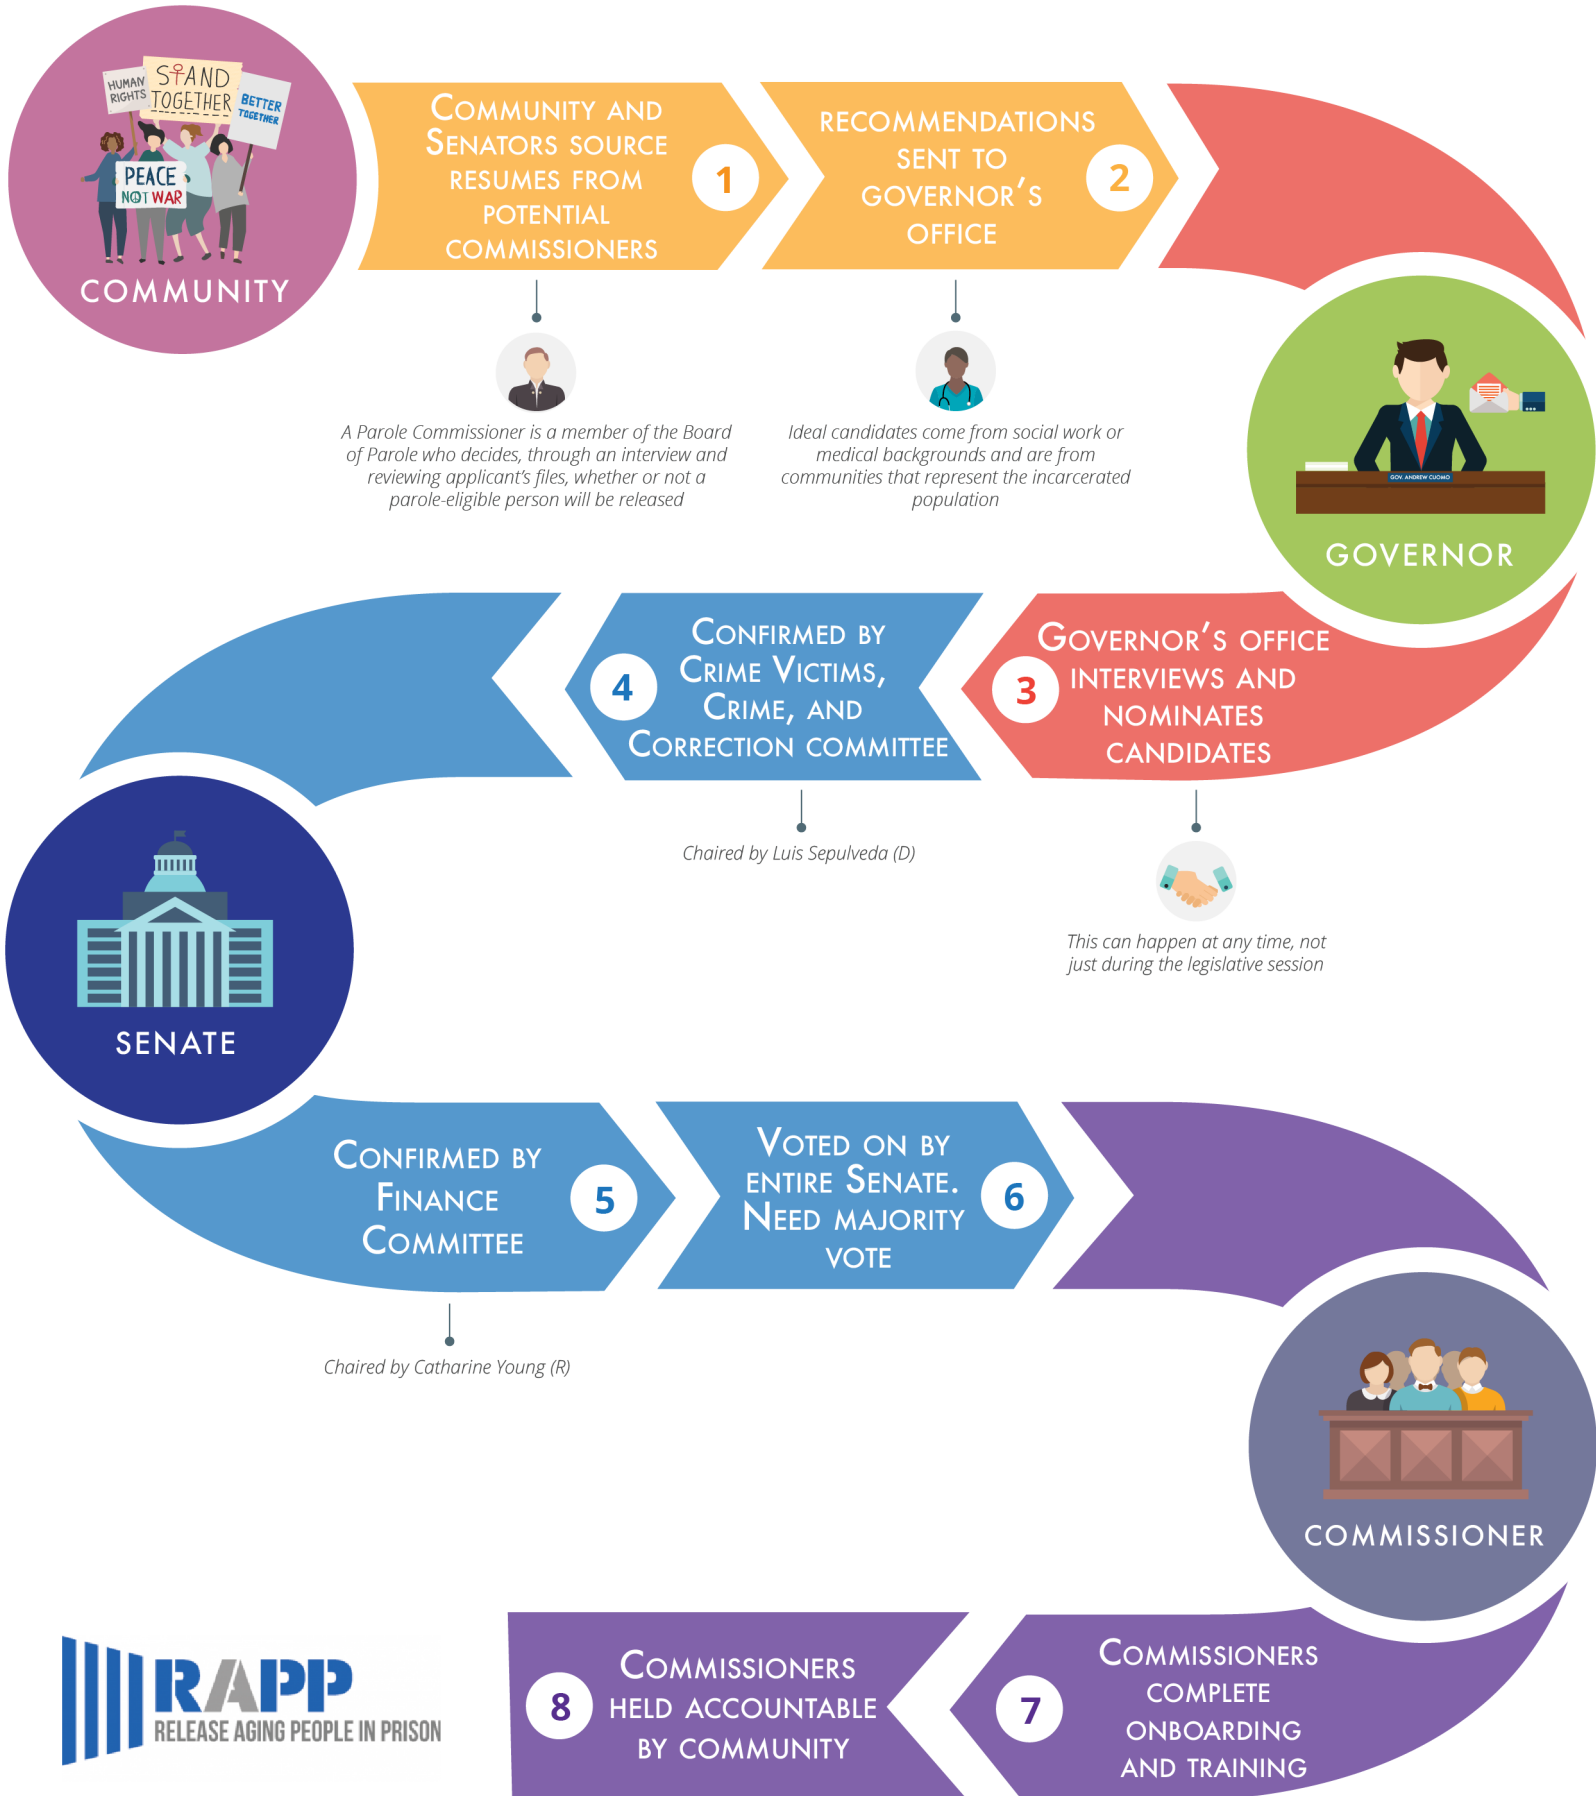 HUMAN
RIGHTS
STAND
TOGETHER
BETTER
TOGETHER
PEACE
NOT WAR
COMMUNITY
COMMUNITY AND
SENATORS SOURCE
RESUMES FROM
POTENTIAL
COMMISSIONERS
1
RECOMMENDATIONS
SENT TO
GOVERNOR'S
OFFICE
2
A Parole Commissioner is a member of the Board
of Parole who decides, through an interview and
reviewing applicant's files, whether or not a
parole-eligible person will be released
Ideal candidates come from social work or
medical backgrounds and are from
communities that represent the incarcerated
population
GOV. ANDREW CUOMO
GOVERNOR
3
GOVERNOR'S OFFICE
INTERVIEWS AND
NOMINATES
CANDIDATES
This can happen at any time, not
just during the legislative session
4
CONFIRMED BY
CRIME VICTIMS,
CRIME, AND
CORRECTION COMMITTEE
Chaired by Luis Sepulveda (D)
SENATE
CONFIRMED BY
FINANCE
COMMITTEE
5
Chaired by Catharine Young (R)
VOTED ON BY
ENTIRE SENATE.
NEED MAJORITY
VOTE
6
COMMISSIONER
7
COMMISSIONERS
COMPLETE
ONBOARDING
AND TRAINING
8
COMMISSIONERS
HELD ACCOUNTABLE
BY COMMUNITY
RAPP
RELEASE AGING PEOPLE IN PRISON